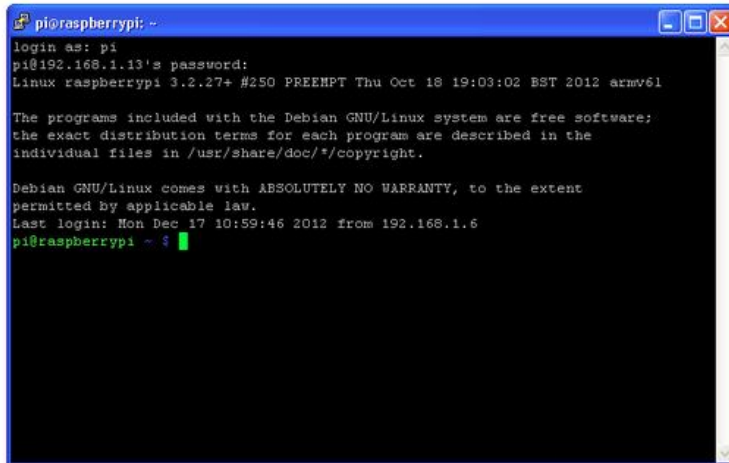 pi@raspberrypi: ~
login as: pi
pi@192.168.1.13's password:
Linux raspberrypi 3.2.27+ #250 PREEMPT Thu Oct 18 19:03:02 BST 2012 armv6l
The programs included with the Debian GNU/Linux system are free software;
the exact distribution terms for each program are described in the
individual files in /usr/share/doc/*/copyright.
Debian GNU/Linux comes with ABSOLUTELY NO WARRANTY, to the extent
permitted by applicable law.
Last login: Mon Dec 17 10:59:46 2012 from 192.168.1.6
pi@raspberrypi ~ $